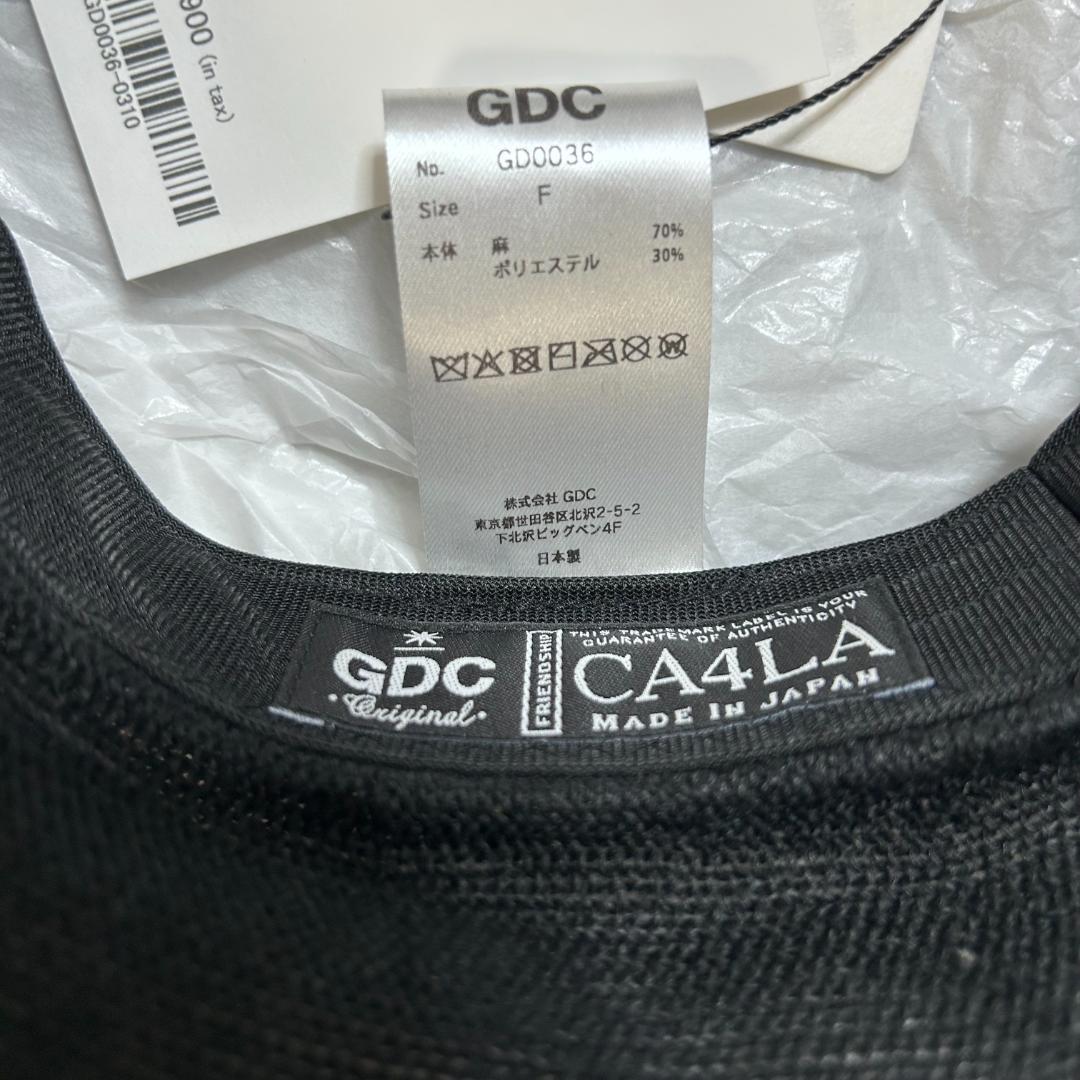 900 (in tax)
GD0036-0310
GDC
No. GD0036
Size F
本体 麻 70%
ポリエステル 30%
株式会社 GDC
東京都世田谷区北沢2-5-2
下北沢ビッグベン4F
日本製
GDC
Original
FRIENDSHIP
THIS TRADEMARK LABEL IS YOUR
GUARANTEE OF AUTHENTICITY
CA4LA
MADE IN JAPAN